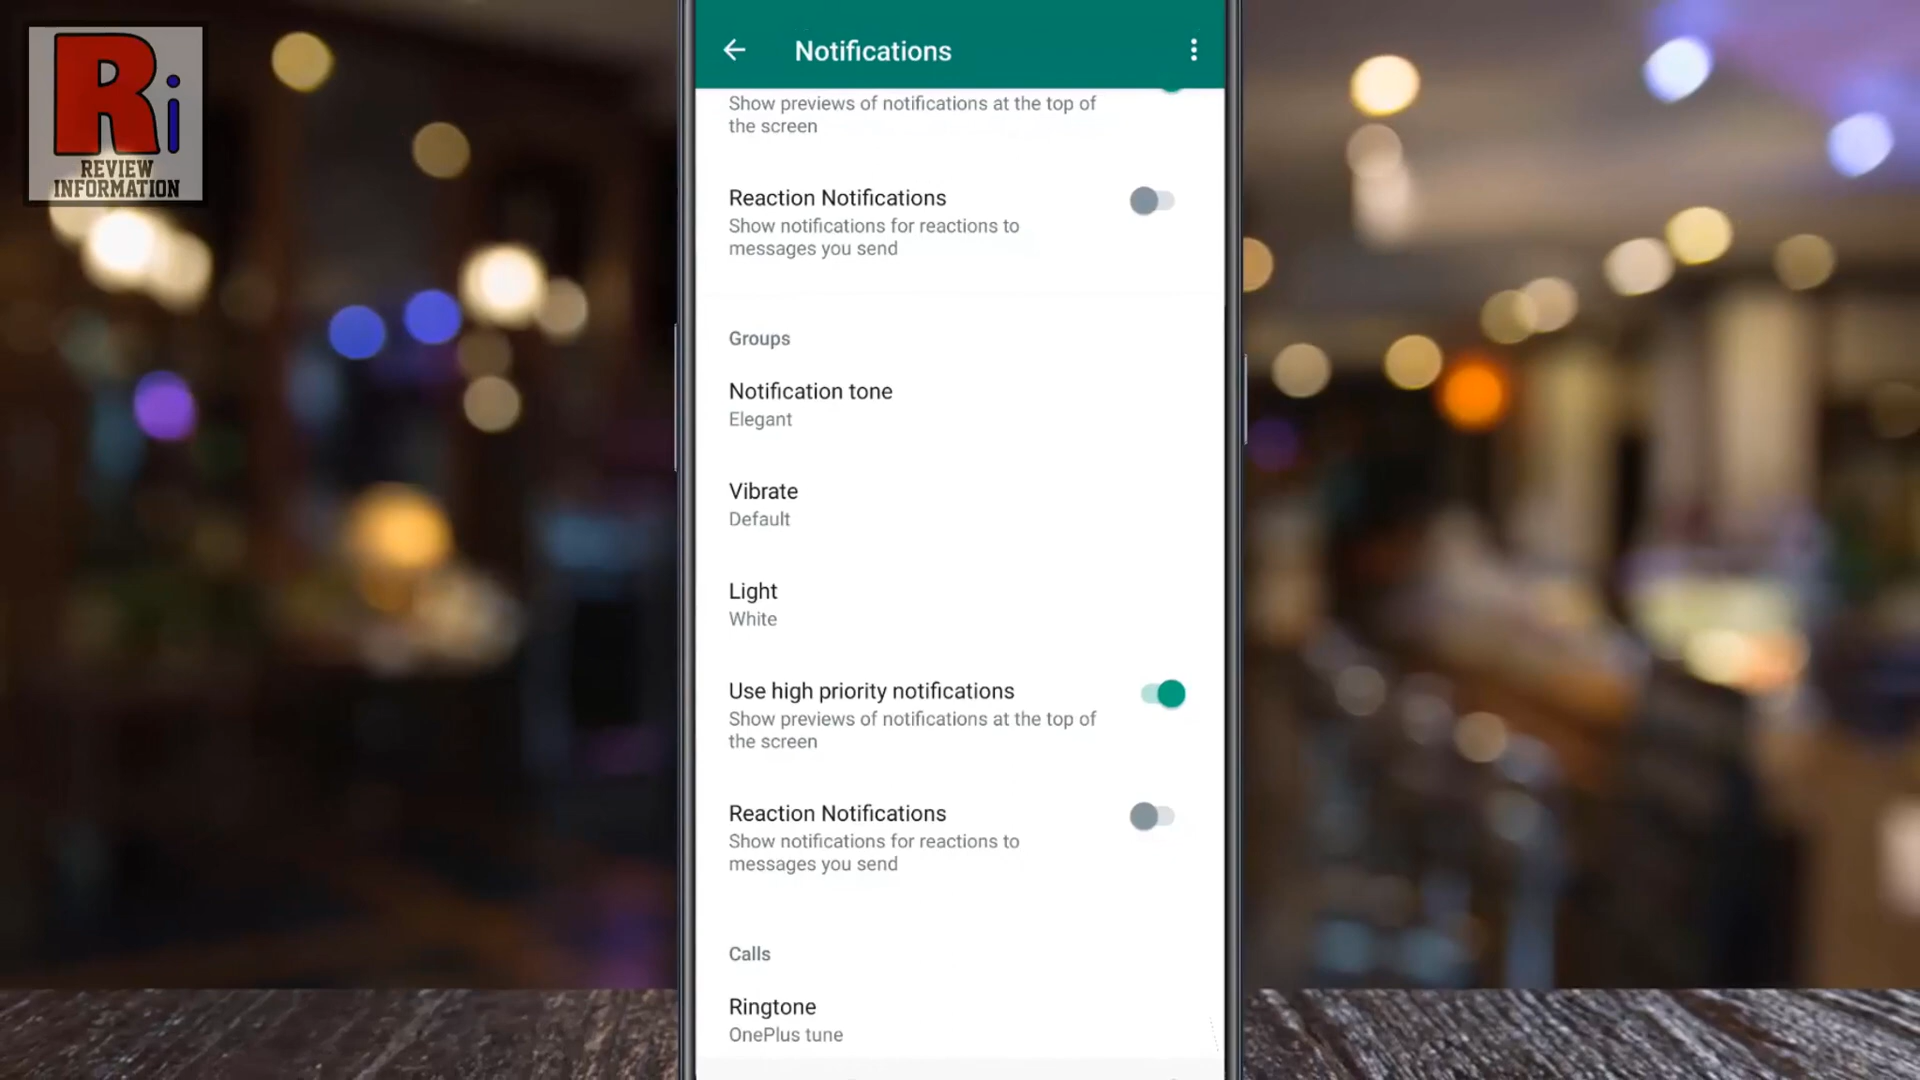 Ri
REVIEW
INFORMATION
Notifications
Show previews of notifications at the top of
the screen
Reaction Notifications
Show notifications for reactions to
messages you send
Groups
Notification tone
Elegant
Vibrate
Default
Light
White
Use high priority notifications
Show previews of notifications at the top of
the screen
Reaction Notifications
Show notifications for reactions to
messages you send
Calls
Ringtone
OnePlus tune